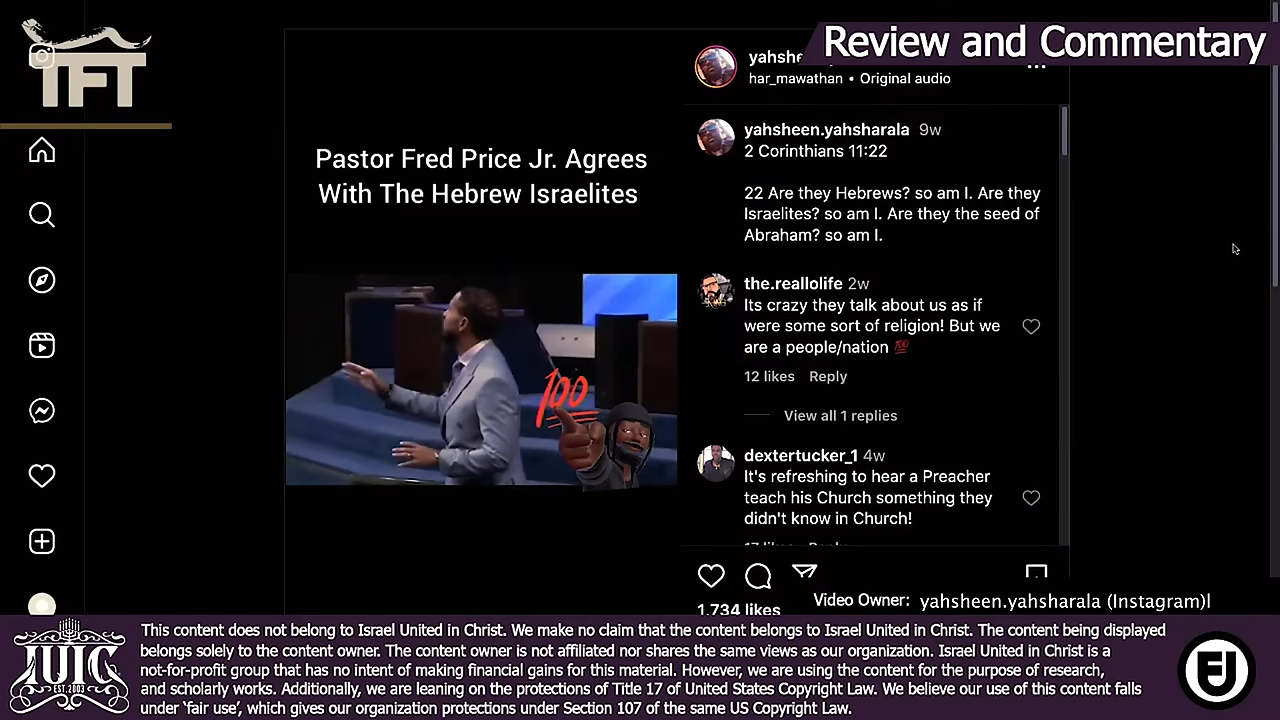 Review and Commentary
TFT
yahshe
har_mawathan • Original audio
Pastor Fred Price Jr. Agrees
With The Hebrew Israelites
yahsheen.yahsharala 9w
2 Corinthians 11:22
22 Are they Hebrews? so am I. Are they
Israelites? so am I. Are they the seed of
Abraham? so am I.
the.reallolife 2w
Its crazy they talk about us as if
were some sort of religion! But we
are a people/nation 💯
12 likes Reply
View all 1 replies
100
dextertucker_1 4w
It's refreshing to hear a Preacher
teach his Church something they
didn't know in Church!
17 likes Reply
1,734 likes
Video Owner: yahsheen.yahsharala (Instagram)l
IUIC
EST.2003
This content does not belong to Israel United in Christ. We make no claim that the content belongs to Israel United in Christ. The content being displayed
belongs solely to the content owner. The content owner is not affiliated nor shares the same views as our organization. Israel United in Christ is a
not-for-profit group that has no intent of making financial gains for this material. However, we are using the content for the purpose of research,
and scholarly works. Additionally, we are leaning on the protections of Title 17 of United States Copyright Law. We believe our use of this content falls
under 'fair use', which gives our organization protections under Section 107 of the same US Copyright Law.